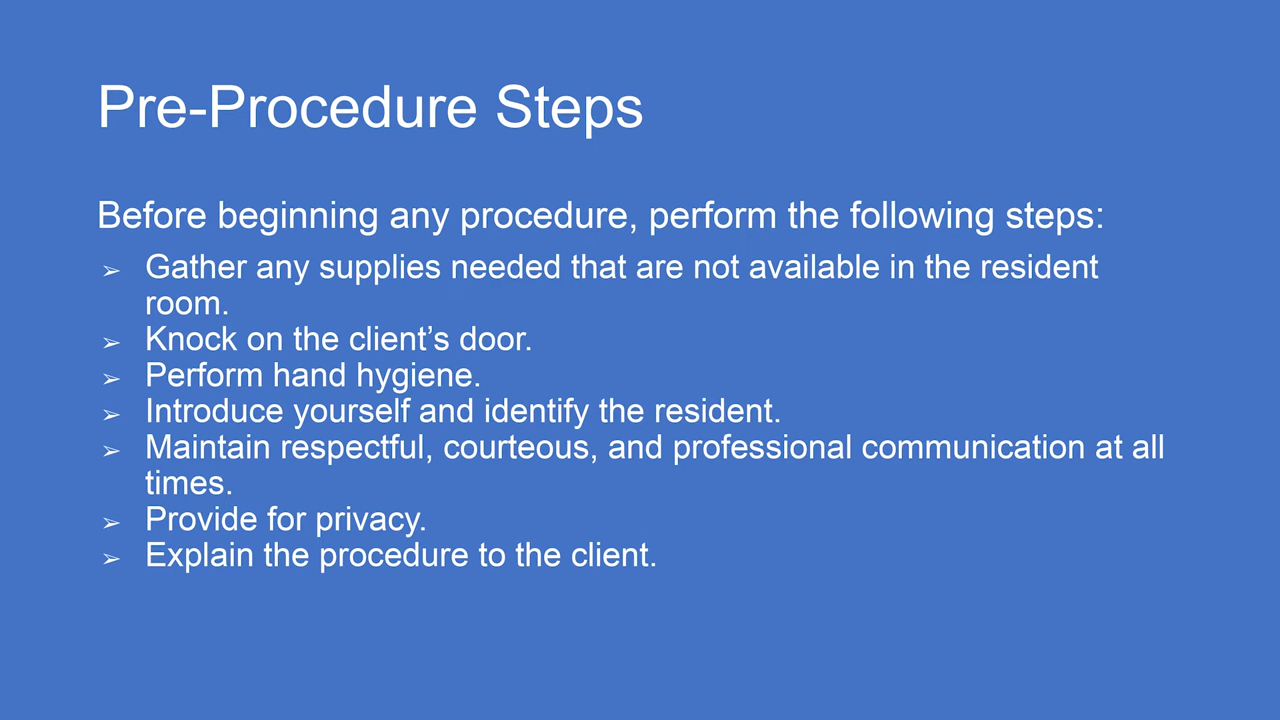 Pre-Procedure Steps
Before beginning any procedure, perform the following steps:
➢ Gather any supplies needed that are not available in the resident
room.
➢ Knock on the client’s door.
➢ Perform hand hygiene.
➢ Introduce yourself and identify the resident.
➢ Maintain respectful, courteous, and professional communication at all
times.
➢ Provide for privacy.
➢ Explain the procedure to the client.